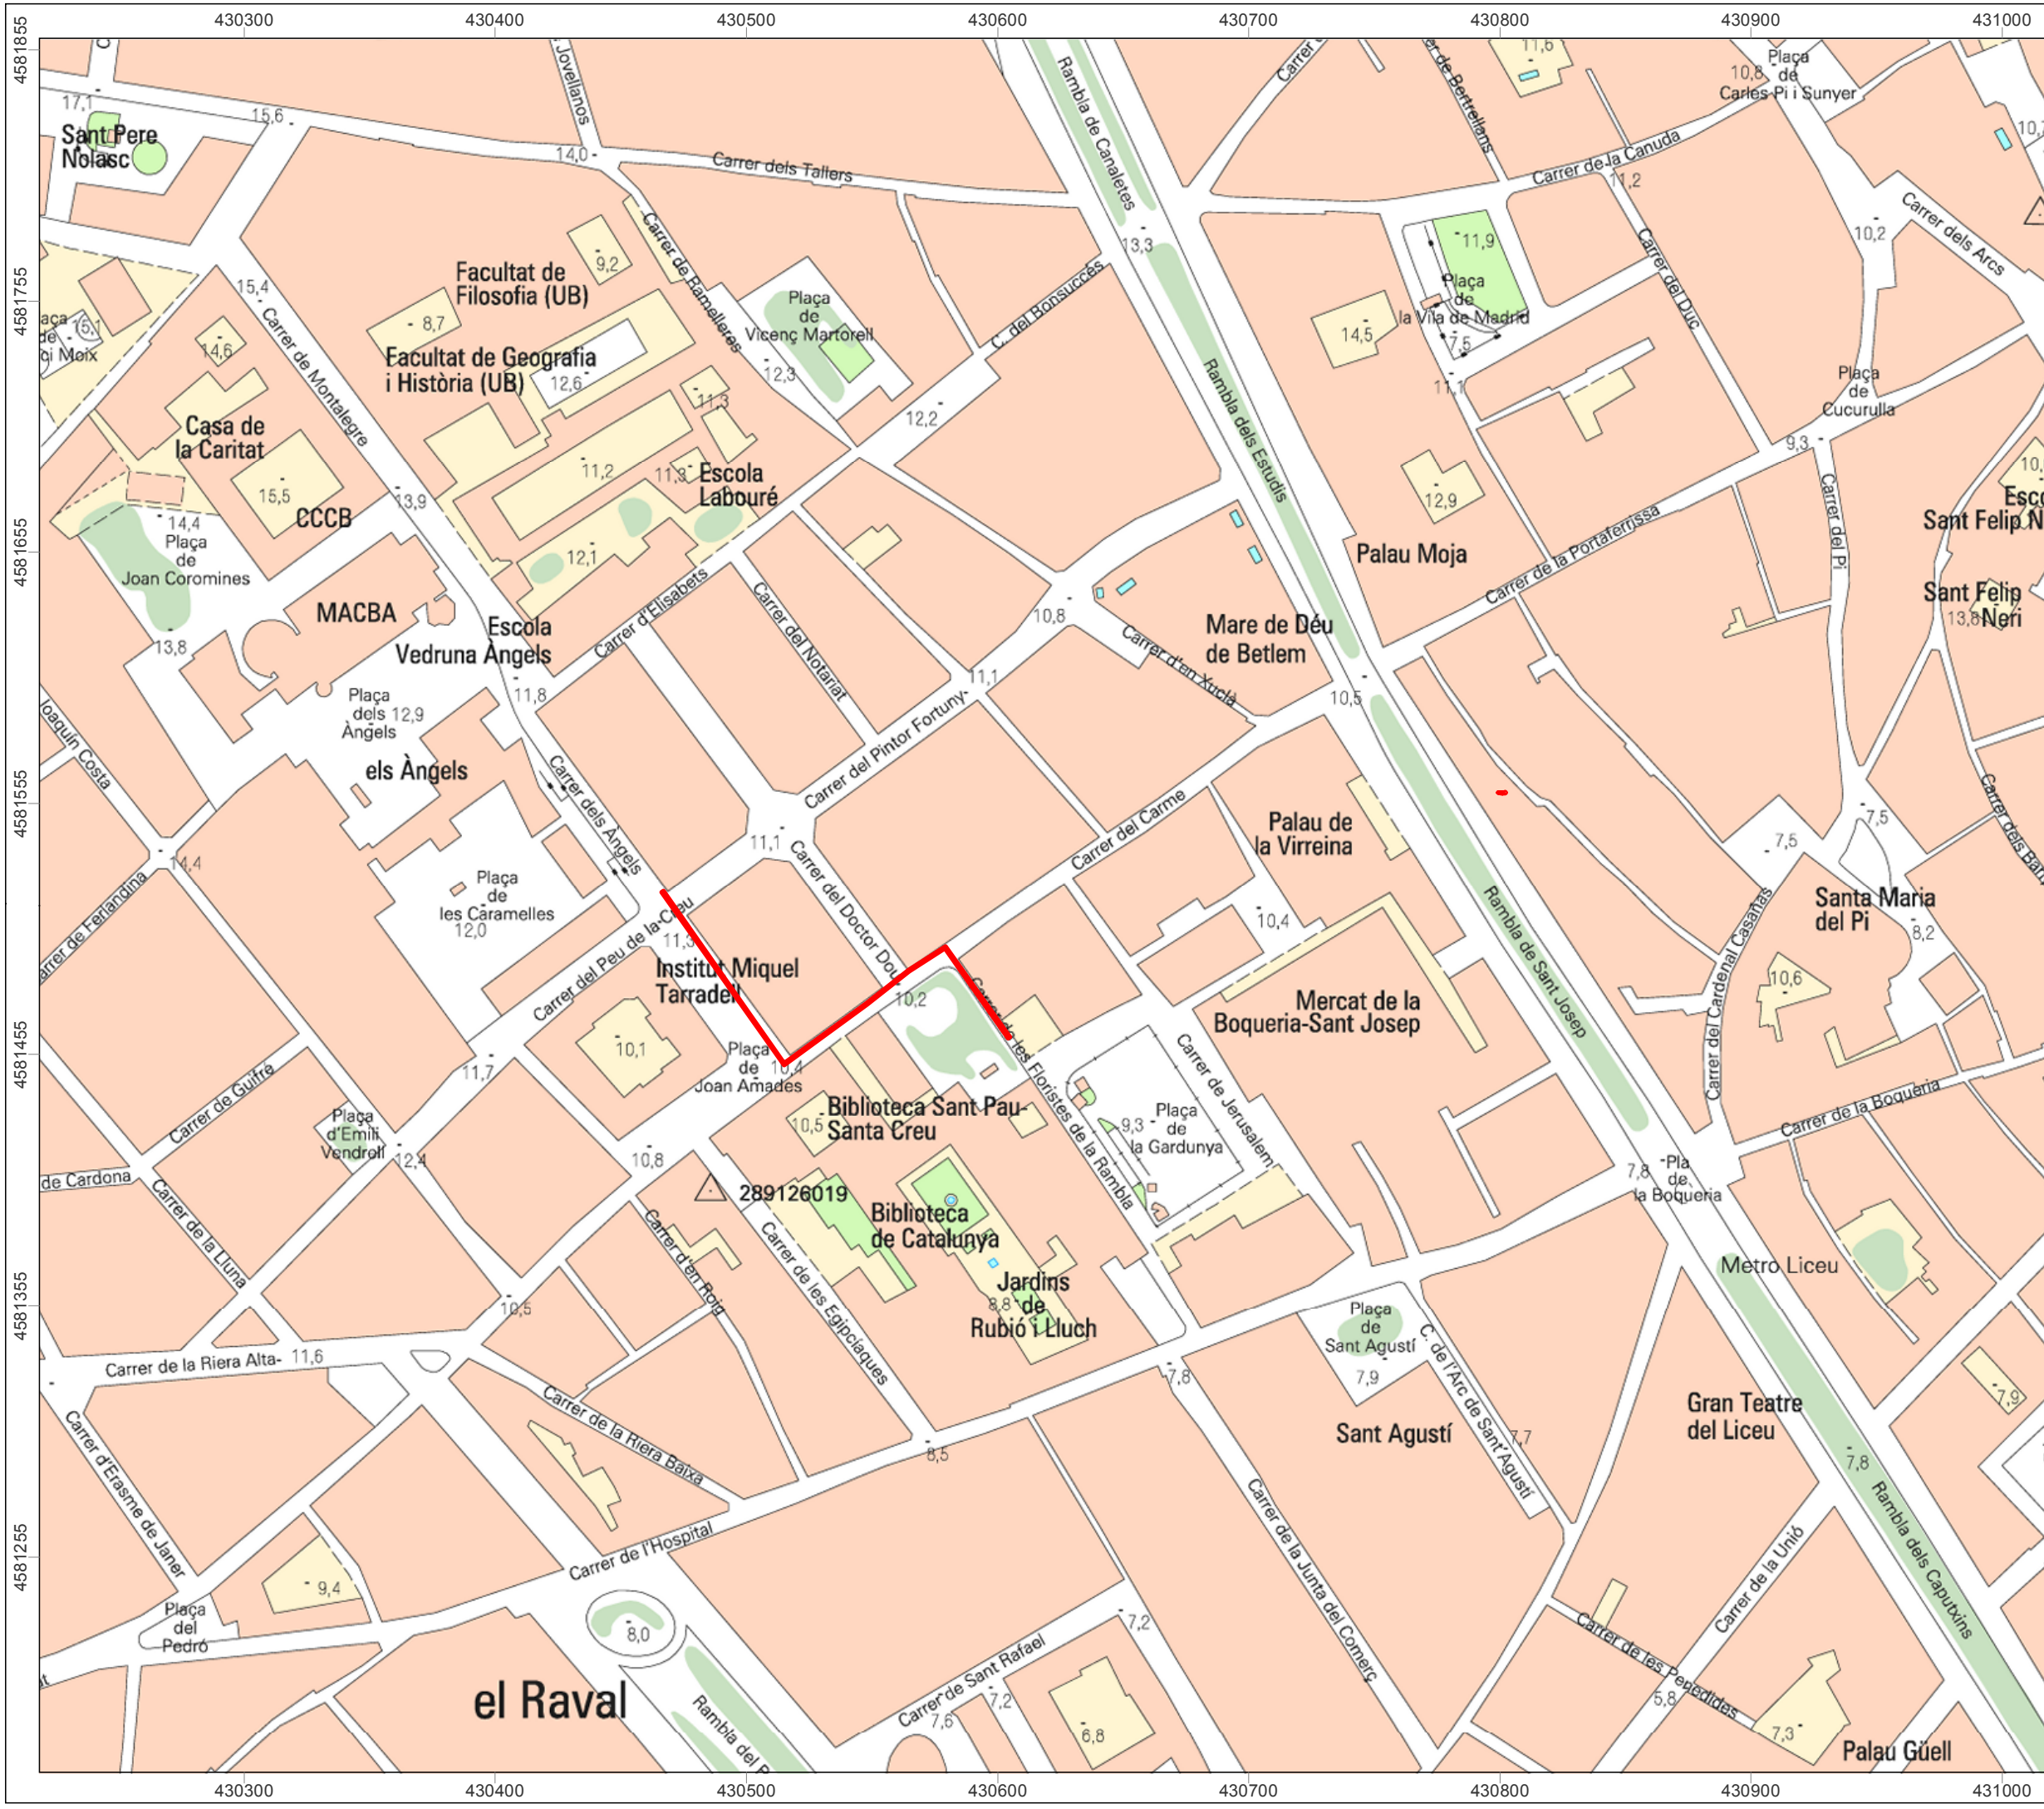 430300
430400
430500
430600
430700
430800
430900
431000
4581855
4581755
4581655
4581555
4581455
4581355
4581255
Jovellanos
Rambla de Canaletes
11,6
Plaça
de
Carles Pi i Sunyer
10,8
17,1
15,6
Sant Pere
Nolasc
14,0
Carrer dels Tallers
Carrer de la Canuda
11,2
Carrer dels Arcs
10,2
13,3
11,9
Plaça
de
la Vila de Madrid
7,5
Carrer del Duc
Facultat de
Filosofia (UB)
9,2
Carrer de Ramelleres
15,4
Carrer de Montalegre
8,7
Plaça
de
Vicenç Martorell
12,3
C. del Bonsuccés
14,5
15,1
14,6
Facultat de Geografia
i Història (UB)
12,6
11,3
12,2
Rambla dels Estudis
11,1
Plaça
de
Cucurulla
9,3
Casa de
la Caritat
15,5
CCCB
13,9
11,2
11,3
Escola
Labouré
12,9
Carrer del Pi
14,4
Plaça
de
Joan Coromines
12,1
Palau Moja
Carrer de la Portaferrissa
Sant Felip
Neri
13,8
MACBA
Carrer d'Elisabets
Carrer del Notariat
10,8
Carrer d'en Xuclà
Mare de Déu
de Betlem
13,8
Escola
Vedruna Àngels
11,8
11,1
10,5
Plaça
dels
Àngels
12,9
els Àngels
Joaquín Costa
Carrer dels Àngels
Carrer del Pintor Fortuny
Carrer del Carme
Palau de
la Virreina
11,1
14,4
Carrer del Doctor Dou
7,5
7,5
Plaça
de
les Caramelles
12,0
Carrer del Peu de la Creu
11,3
10,4
Rambla de Sant Josep
Santa Maria
del Pi
8,2
Carrer del Cardenal Casañas
Institut Miquel
Tarradell
10,2
10,6
Mercat de la
Boqueria-Sant Josep
10,1
Plaça
de
Joan Amades
10,4
Carrer de les Floristes de la Rambla
Carrer de Jerusalem
11,7
Carrer de Guifré
Plaça
d'Emili
Vendrell
12,4
10,5
Biblioteca Sant Pau-
Santa Creu
9,3
Plaça
de
la Gardunya
Carrer de la Boqueria
de Cardona
10,8
289126019
7,8
Pla
de
la Boqueria
Carrer de la Lluna
Carrer d'en Roig
Carrer de les Egipcíaques
Biblioteca
de Catalunya
Metro Liceu
10,5
Jardins
de
Rubió i Lluch
8,8
Plaça
de
Sant Agustí
7,9
C. de l'Arc de Sant Agustí
Carrer de la Riera Alta
11,6
7,8
7,9
Carrer d'Erasme de Janer
Carrer de la Riera Baixa
8,5
Sant Agustí
7,7
Gran Teatre
del Liceu
7,8
Carrer de l'Hospital
Carrer de la Junta del Comerç
Rambla dels Caputxins
Carrer de la Unió
9,4
Plaça
del
Pedró
8,0
7,2
Carrer de les Penedides
5,8
el Raval
Carrer de Sant Rafael
7,2
7,6
6,8
7,3
Palau Güell
430300
430400
430500
430600
430700
430800
430900
431000